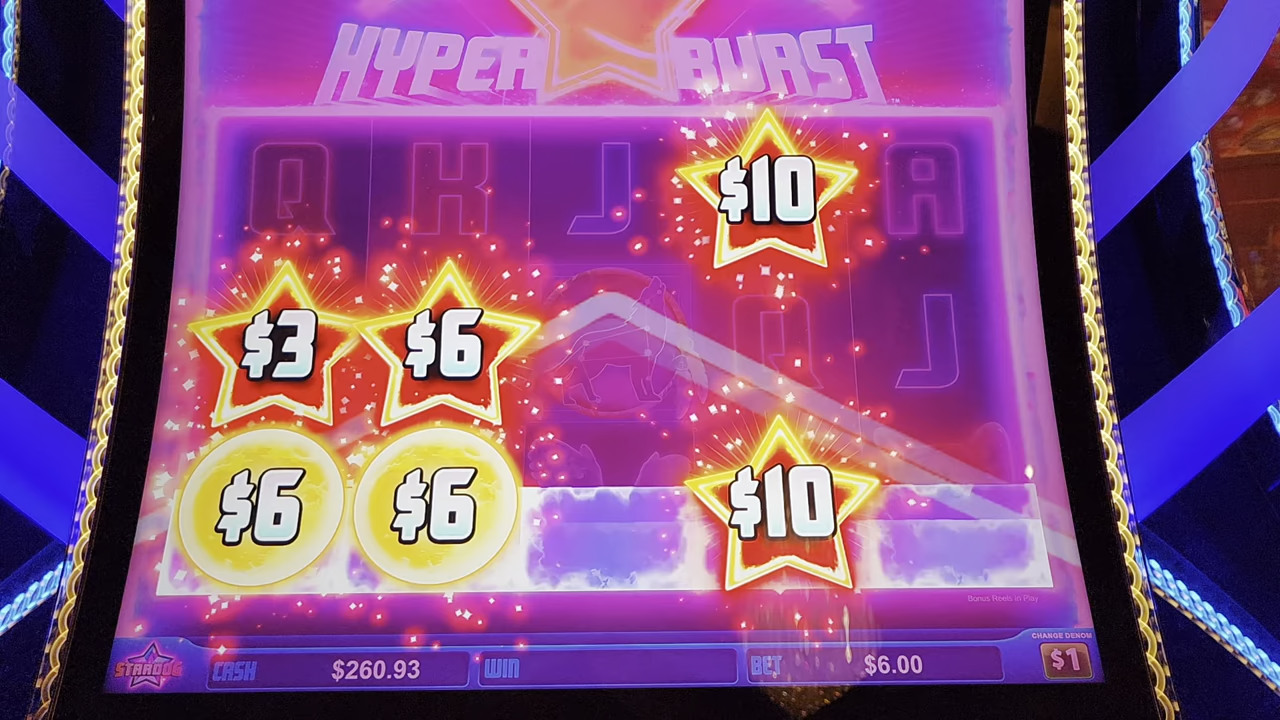 HYPER BURST
Q K J $10 A
$3 $6 Q J
$6 $6 $10
Bonus Reels in Play
CHANGE DENOM
STARDUST CASH $260.93 WIN BET $6.00 $1